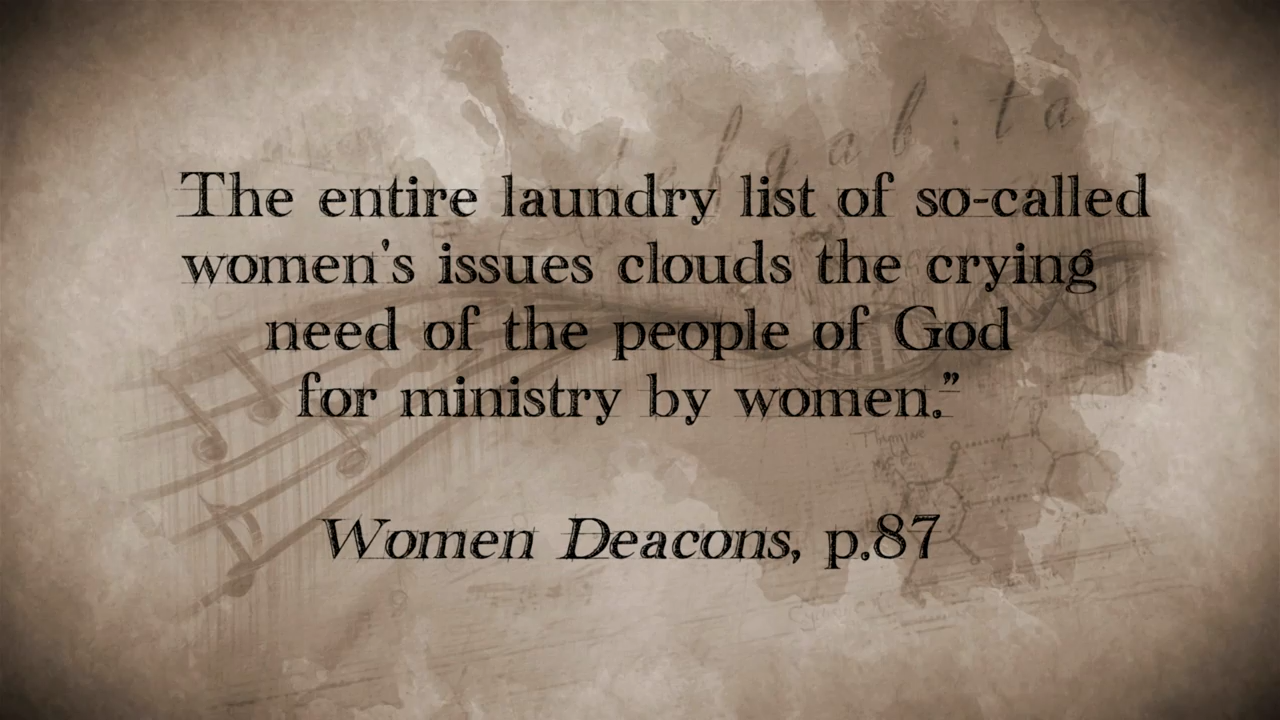 The entire laundry list of so-called
women's issues clouds the crying
need of the people of God
for ministry by women.”
Women Deacons, p.87
Thymine